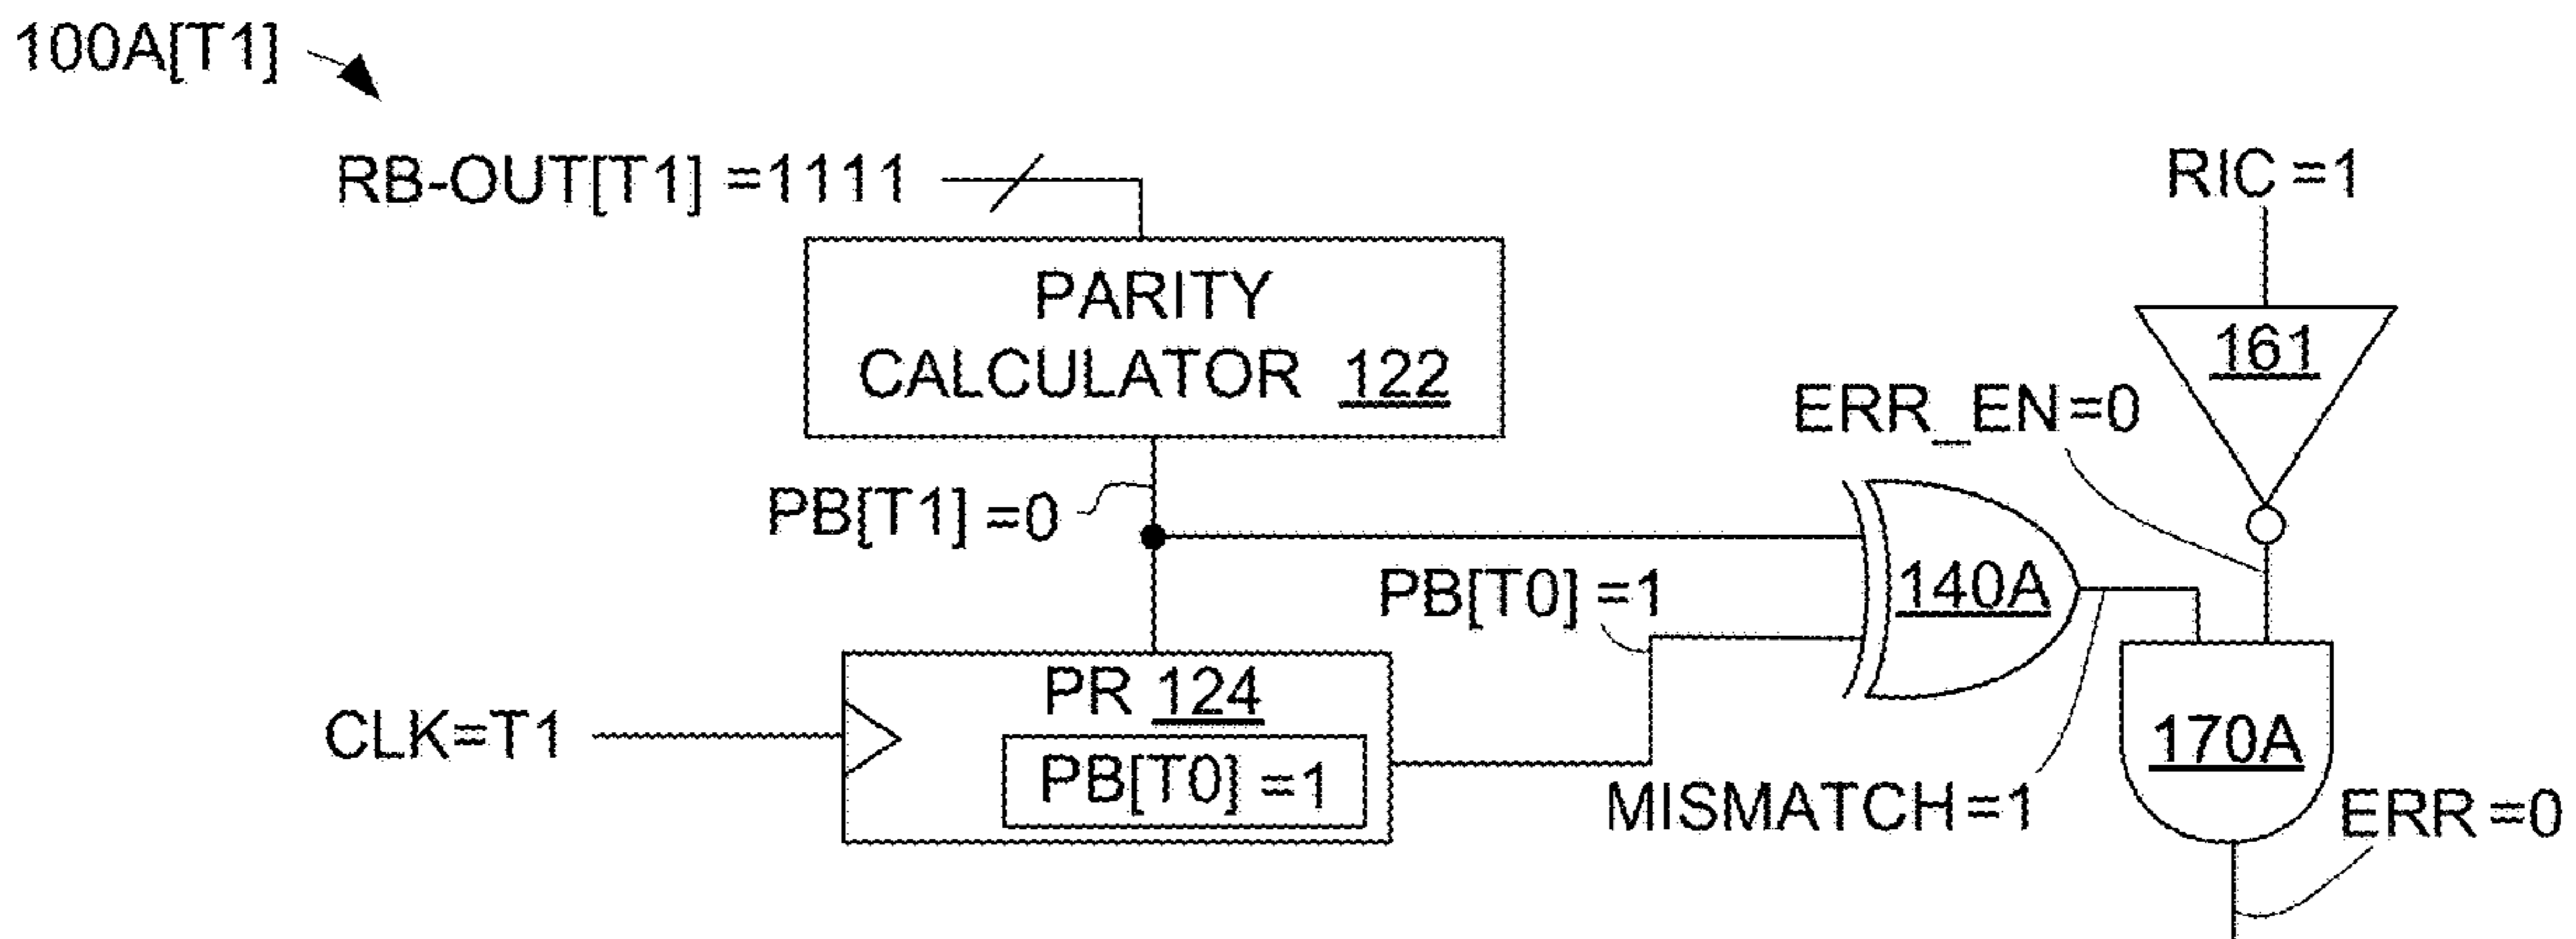 100A[T1]
RB-OUT[T1] =1111
RIC =1
PARITY
CALCULATOR 122
161
ERR_EN=0
PB[T1] =0
140A
PB[T0] =1
PR 124
CLK=T1
PB[T0] =1
170A
MISMATCH=1
ERR =0